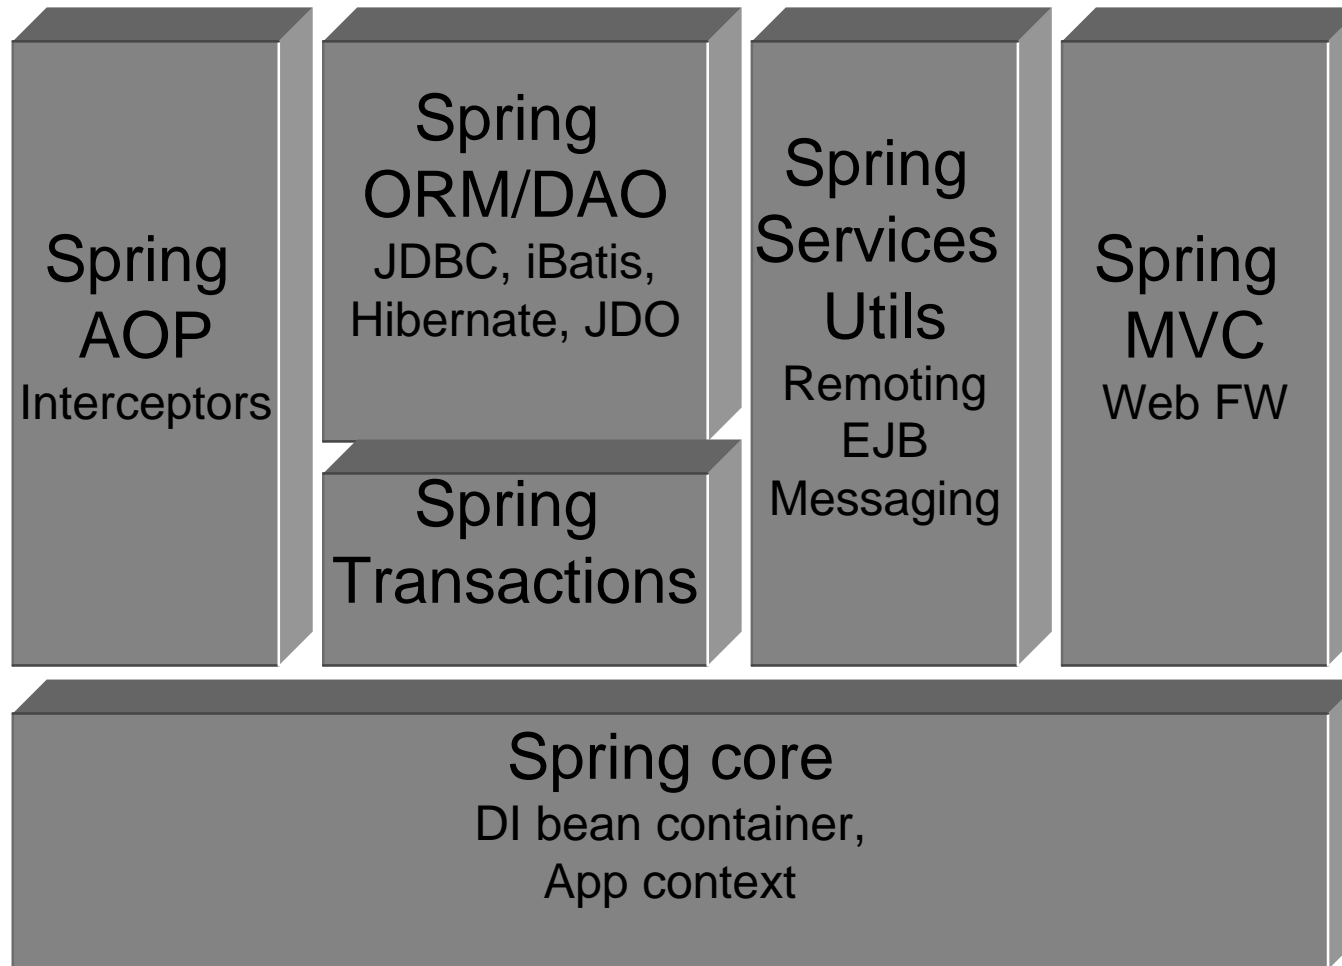 Spring
AOP
Interceptors
Spring
ORM/DAO
JDBC, iBatis,
Hibernate, JDO
Spring
Transactions
Spring
Services
Utils
Remoting
EJB
Messaging
Spring
MVC
Web FW
Spring core
DI bean container,
App context